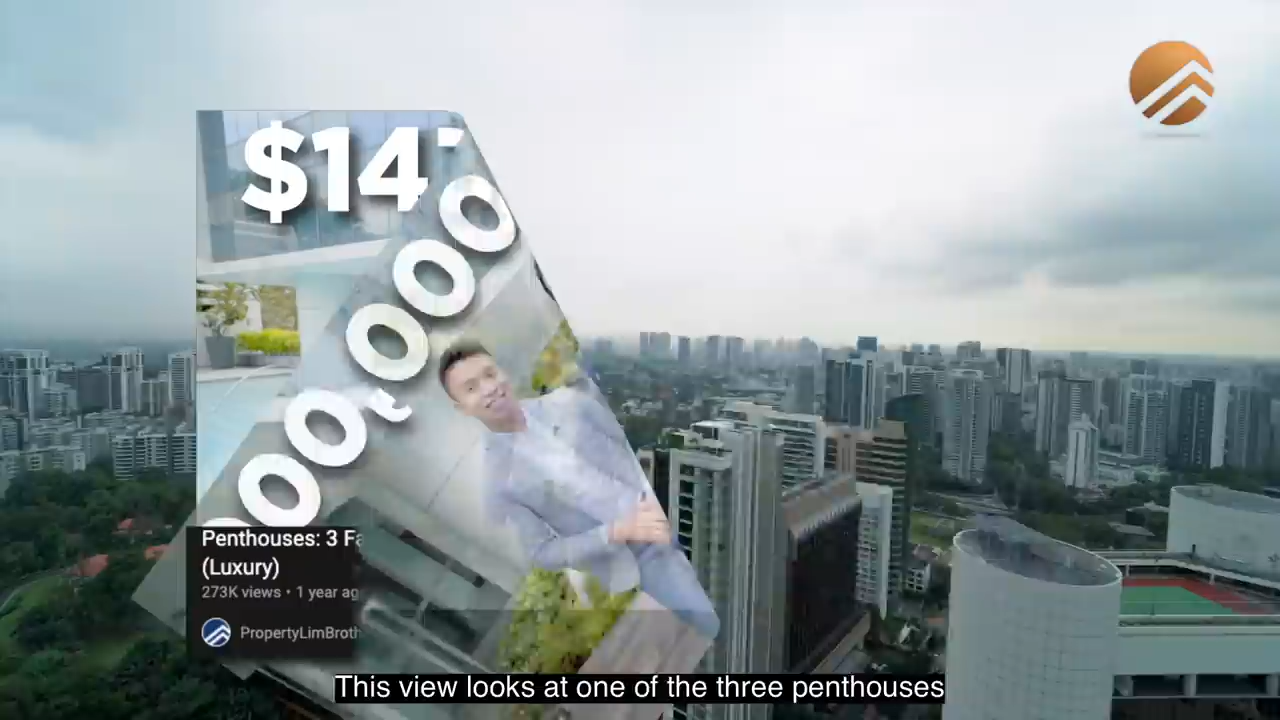 $14
000,000
Penthouses: 3 Fa
(Luxury)
273K views • 1 year ag
PropertyLimBroth
This view looks at one of the three penthouses